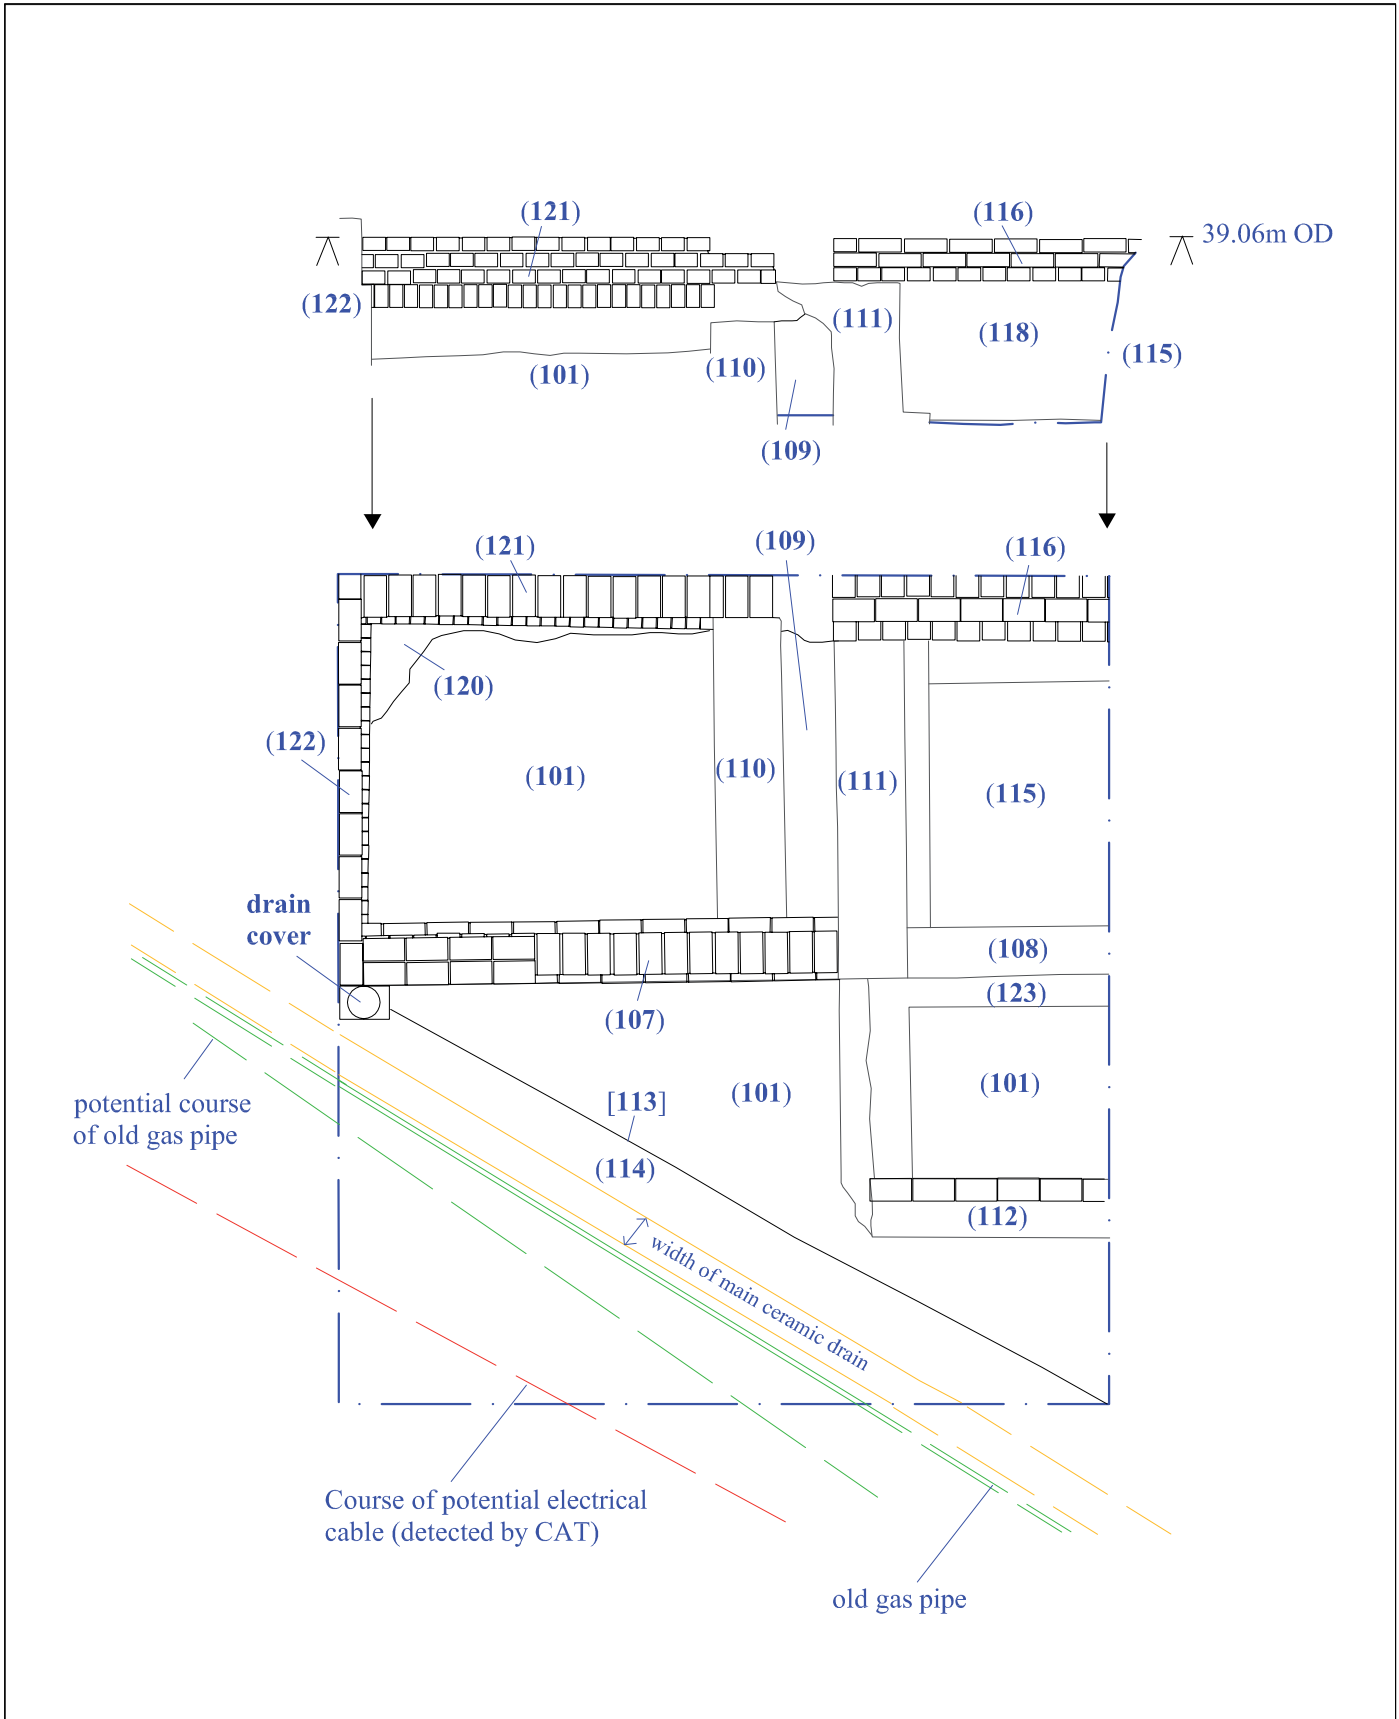 (121)
(116)
39.06m OD
(122)
(111)
(118)
(115)
(110)
(101)
(109)
(121)
(109)
(116)
(120)
(122)
(101)
(110)
(111)
(115)
drain
cover
(108)
(123)
(107)
(101)
(101)
[113]
potential course
of old gas pipe
(114)
(112)
width of main ceramic drain
Course of potential electrical
cable (detected by CAT)
old gas pipe